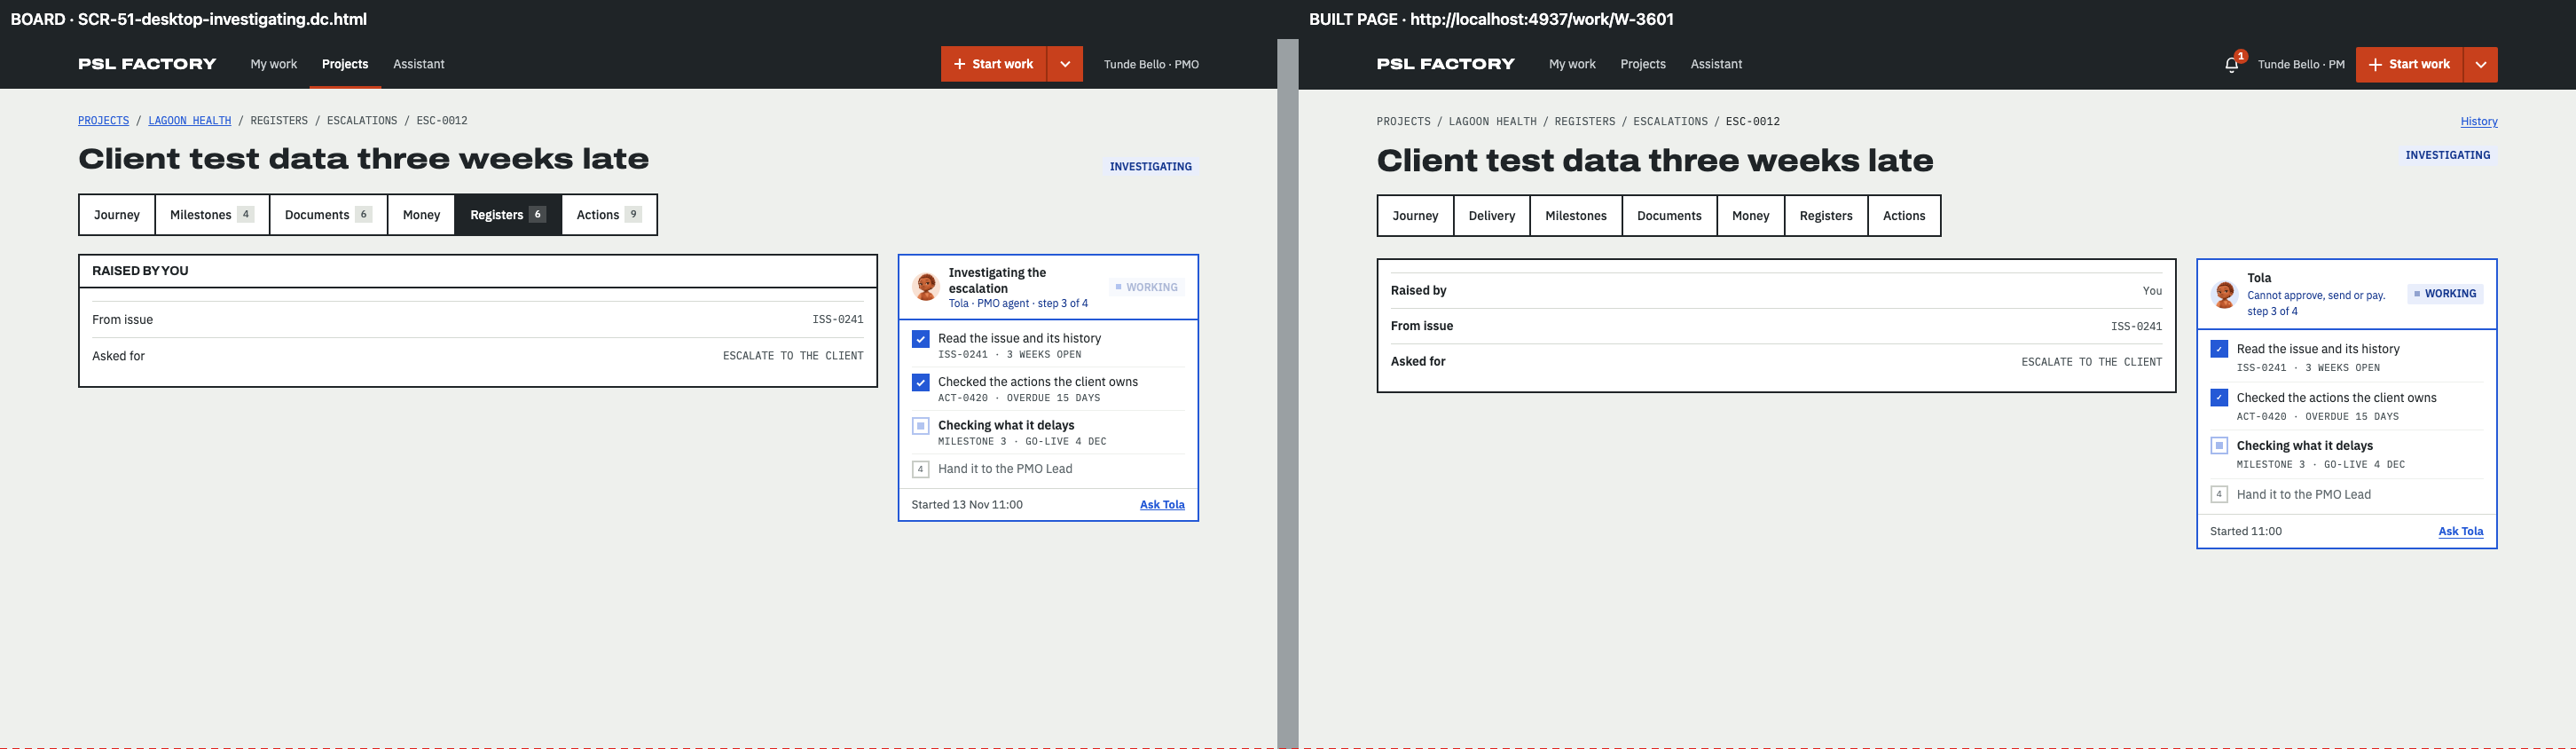 BOARD · SCR-51-desktop-investigating.dc.html
PSL FACTORY My work Projects Assistant + Start work Tunde Bello · PMO
PROJECTS / LAGOON HEALTH / REGISTERS / ESCALATIONS / ESC-0012
Client test data three weeks late
INVESTIGATING
Journey Milestones 4 Documents 6 Money Registers 6 Actions 9
RAISED BY YOU
From issue ISS-0241
Asked for ESCALATE TO THE CLIENT
Investigating the
escalation
Tola · PMO agent · step 3 of 4
WORKING
Read the issue and its history
ISS-0241 · 3 WEEKS OPEN
Checked the actions the client owns
ACT-0420 · OVERDUE 15 DAYS
Checking what it delays
MILESTONE 3 · GO-LIVE 4 DEC
4 Hand it to the PMO Lead
Started 13 Nov 11:00 Ask Tola
BUILT PAGE · http://localhost:4937/work/W-3601
PSL FACTORY My work Projects Assistant 1 Tunde Bello · PM + Start work
PROJECTS / LAGOON HEALTH / REGISTERS / ESCALATIONS / ESC-0012 History
Client test data three weeks late
INVESTIGATING
Journey Delivery Milestones Documents Money Registers Actions
Raised by You
From issue ISS-0241
Asked for ESCALATE TO THE CLIENT
Tola
Cannot approve, send or pay.
step 3 of 4
WORKING
Read the issue and its history
ISS-0241 · 3 WEEKS OPEN
Checked the actions the client owns
ACT-0420 · OVERDUE 15 DAYS
Checking what it delays
MILESTONE 3 · GO-LIVE 4 DEC
4 Hand it to the PMO Lead
Started 11:00 Ask Tola